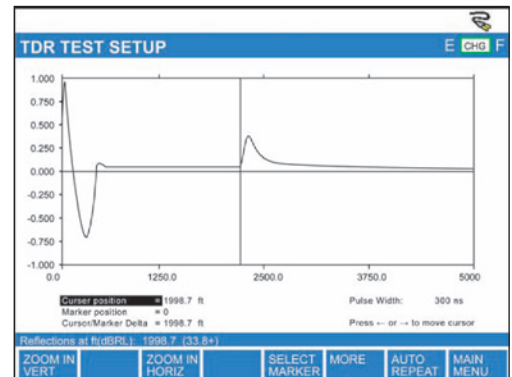 TDR TEST SETUP
E CHG F
1.000
0.750
0.500
0.250
0.000
-0.250
-0.500
-0.750
-1.000
0.0 1250.0 2500.0 3750.0 5000
Curser position = 1998.7 ft Pulse Width: 300 ns
Marker position = 0
Cursor/Marker Delta = 1998.7 ft Press ← or → to move cursor
Reflections at ft(dBRL): 1998.7 (33.8+)
ZOOM IN VERT ZOOM IN HORIZ SELECT MARKER MORE AUTO REPEAT MAIN MENU